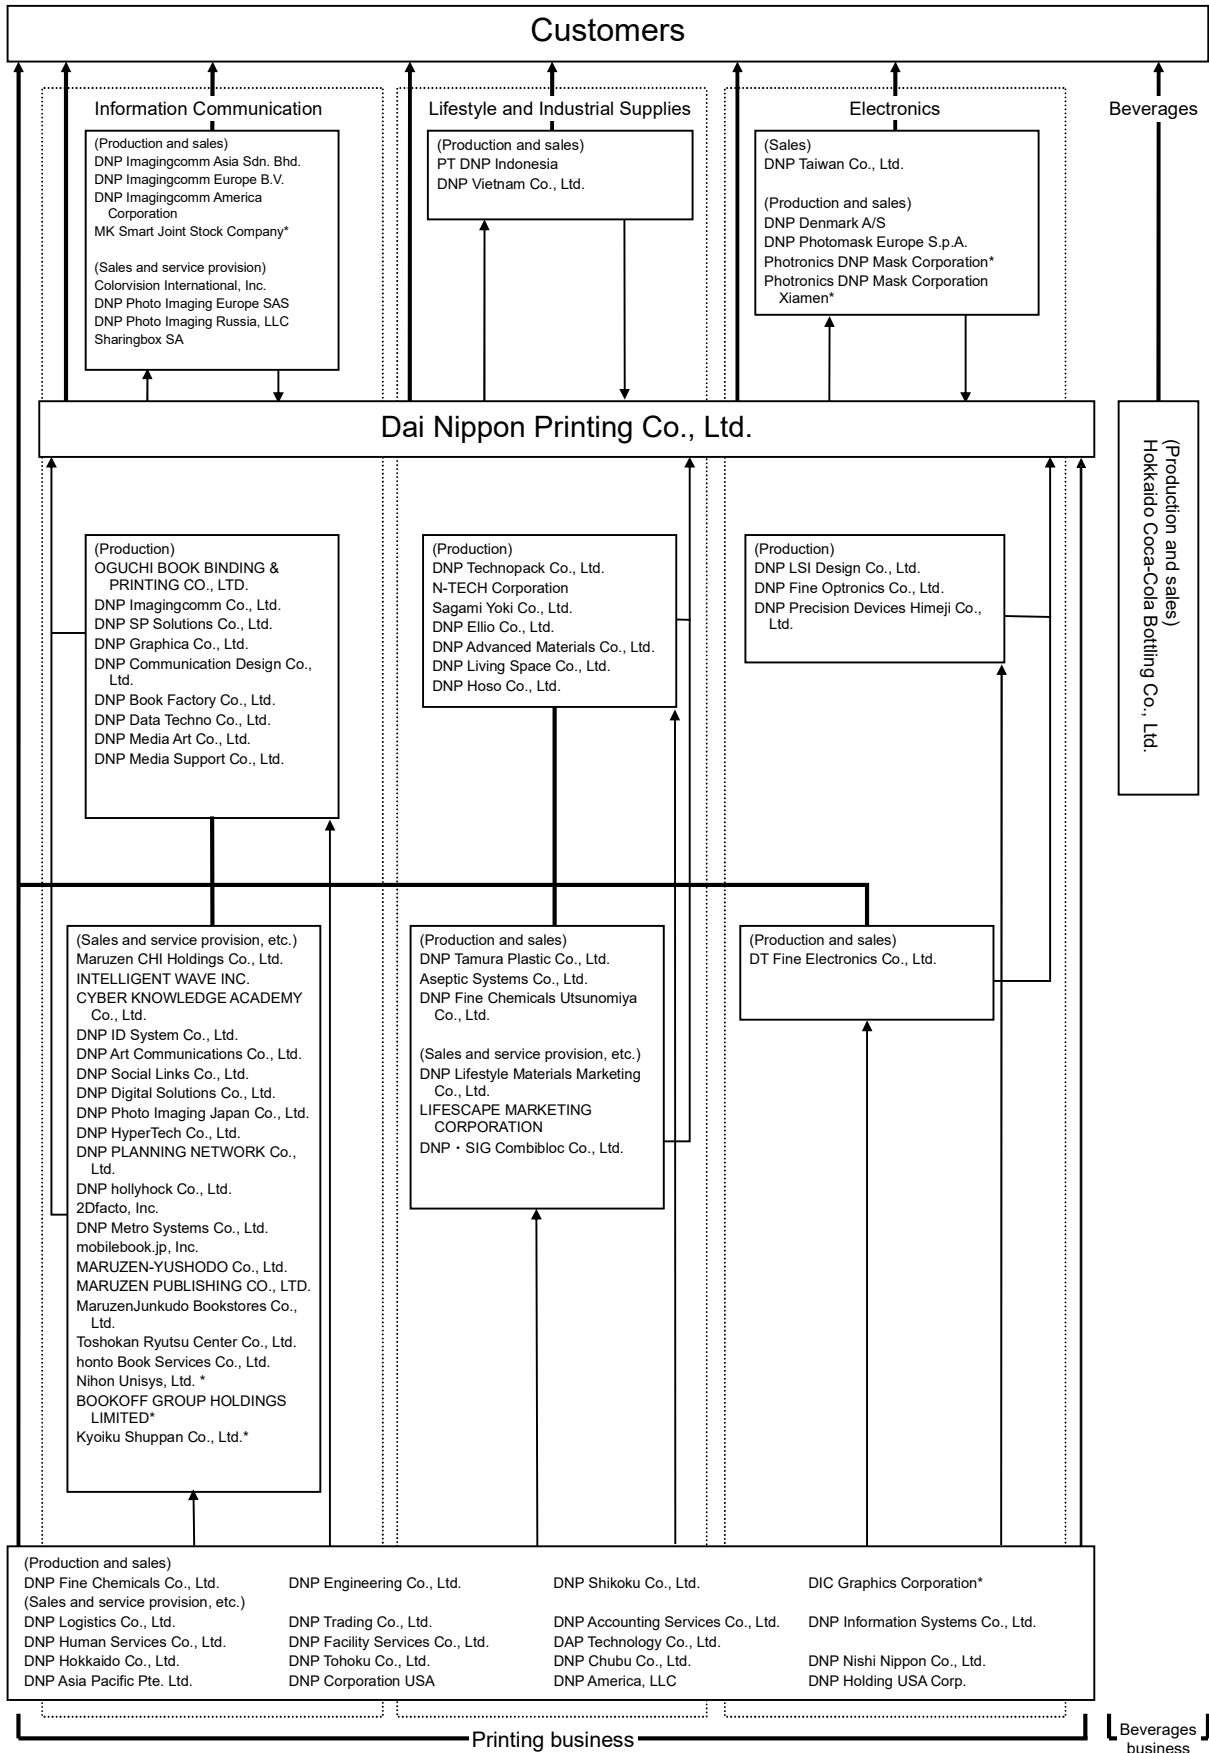 Customers
Information Communication
(Production and sales)
DNP Imagingcomm Asia Sdn. Bhd.
DNP Imagingcomm Europe B.V.
DNP Imagingcomm America
Corporation
MK Smart Joint Stock Company*
(Sales and service provision)
Colorvision International, Inc.
DNP Photo Imaging Europe SAS
DNP Photo Imaging Russia, LLC
Sharingbox SA
Lifestyle and Industrial Supplies
(Production and sales)
PT DNP Indonesia
DNP Vietnam Co., Ltd.
Electronics
(Sales)
DNP Taiwan Co., Ltd.
(Production and sales)
DNP Denmark A/S
DNP Photomask Europe S.p.A.
Photronics DNP Mask Corporation*
Photronics DNP Mask Corporation
Xiamen*
Beverages
Dai Nippon Printing Co., Ltd.
(Production and sales)
Hokkaido Coca-Cola Bottling Co., Ltd.
(Production)
OGUCHI BOOK BINDING &
PRINTING CO., LTD.
DNP Imagingcomm Co., Ltd.
DNP SP Solutions Co., Ltd.
DNP Graphica Co., Ltd.
DNP Communication Design Co.,
Ltd.
DNP Book Factory Co., Ltd.
DNP Data Techno Co., Ltd.
DNP Media Art Co., Ltd.
DNP Media Support Co., Ltd.
(Production)
DNP Technopack Co., Ltd.
N-TECH Corporation
Sagami Yoki Co., Ltd.
DNP Ellio Co., Ltd.
DNP Advanced Materials Co., Ltd.
DNP Living Space Co., Ltd.
DNP Hoso Co., Ltd.
(Production)
DNP LSI Design Co., Ltd.
DNP Fine Optronics Co., Ltd.
DNP Precision Devices Himeji Co.,
Ltd.
(Sales and service provision, etc.)
Maruzen CHI Holdings Co., Ltd.
INTELLIGENT WAVE INC.
CYBER KNOWLEDGE ACADEMY
Co., Ltd.
DNP ID System Co., Ltd.
DNP Art Communications Co., Ltd.
DNP Social Links Co., Ltd.
DNP Digital Solutions Co., Ltd.
DNP Photo Imaging Japan Co., Ltd.
DNP HyperTech Co., Ltd.
DNP PLANNING NETWORK Co.,
Ltd.
DNP hollyhock Co., Ltd.
2Dfacto, Inc.
DNP Metro Systems Co., Ltd.
mobilebook.jp, Inc.
MARUZEN-YUSHODO Co., Ltd.
MARUZEN PUBLISHING CO., LTD.
MaruzenJunkudo Bookstores Co.,
Ltd.
Toshokan Ryutsu Center Co., Ltd.
honto Book Services Co., Ltd.
Nihon Unisys, Ltd. *
BOOKOFF GROUP HOLDINGS
LIMITED*
Kyoiku Shuppan Co., Ltd.*
(Production and sales)
DNP Tamura Plastic Co., Ltd.
Aseptic Systems Co., Ltd.
DNP Fine Chemicals Utsunomiya
Co., Ltd.
(Sales and service provision, etc.)
DNP Lifestyle Materials Marketing
Co., Ltd.
LIFESCAPE MARKETING
CORPORATION
DNP・SIG Combibloc Co., Ltd.
(Production and sales)
DT Fine Electronics Co., Ltd.
(Production and sales)
DNP Fine Chemicals Co., Ltd. DNP Engineering Co., Ltd. DNP Shikoku Co., Ltd. DIC Graphics Corporation*
(Sales and service provision, etc.)
DNP Logistics Co., Ltd. DNP Trading Co., Ltd. DNP Accounting Services Co., Ltd. DNP Information Systems Co., Ltd.
DNP Human Services Co., Ltd. DNP Facility Services Co., Ltd. DAP Technology Co., Ltd.
DNP Hokkaido Co., Ltd. DNP Tohoku Co., Ltd. DNP Chubu Co., Ltd. DNP Nishi Nippon Co., Ltd.
DNP Asia Pacific Pte. Ltd. DNP Corporation USA DNP America, LLC DNP Holding USA Corp.
Printing business
Beverages
business